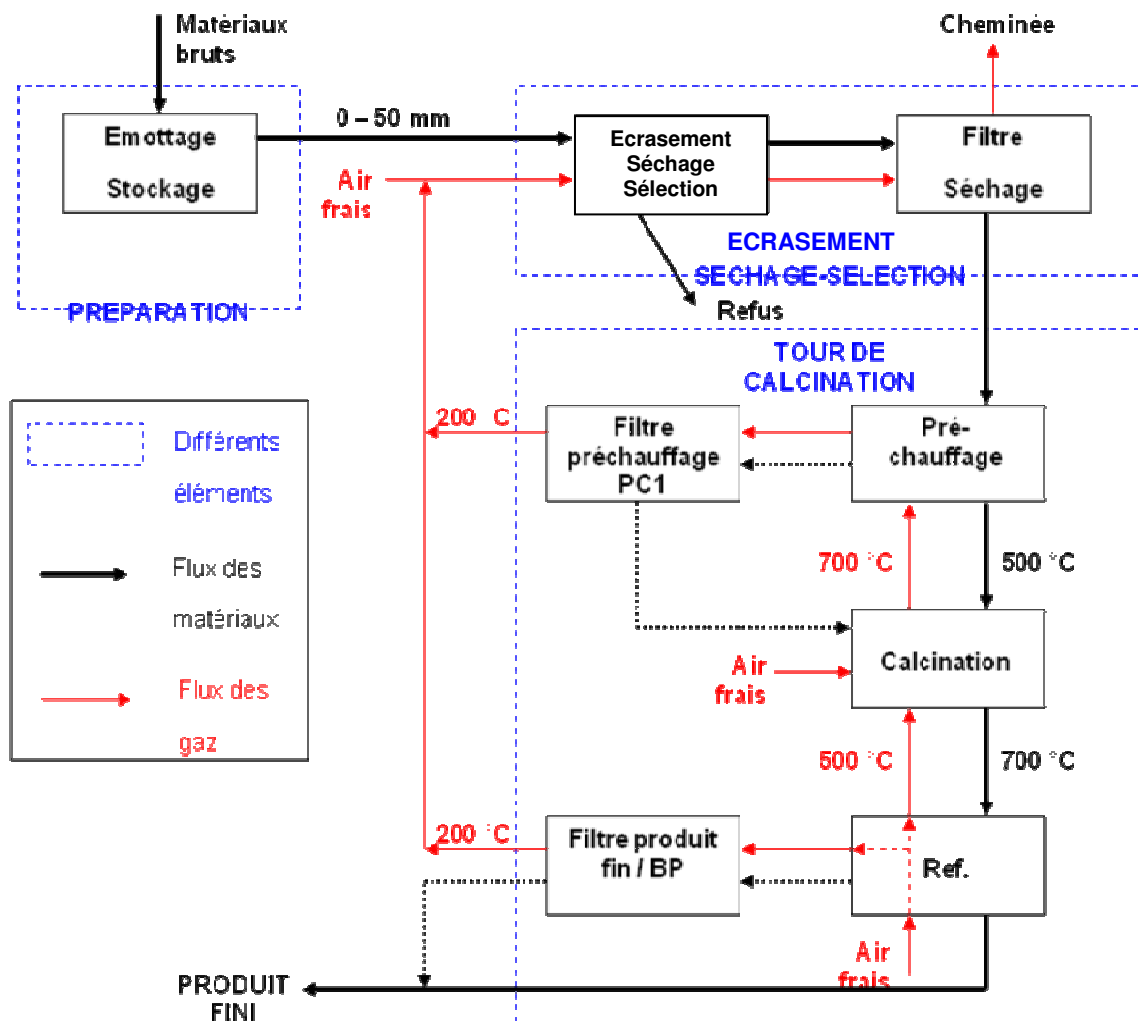 Matériaux
bruts
Cheminée
Emottage
Stockage
0 – 50 mm
Ecrasement
Séchage
Sélection
Filtre
Séchage
Air
frais
ECRASEMENT
SECHAGE-SELECTION
PREPARATION
Refus
TOUR DE
CALCINATION
Différents
éléments
Flux des
matériaux
Flux des
gaz
200 °C
Filtre
préchauffage
PC1
Pré-
chauffage
700 °C
500 °C
Calcination
Air
frais
500 °C
700 °C
200 °C
Filtre produit
fin / BP
Ref.
Air
frais
PRODUIT
FINI